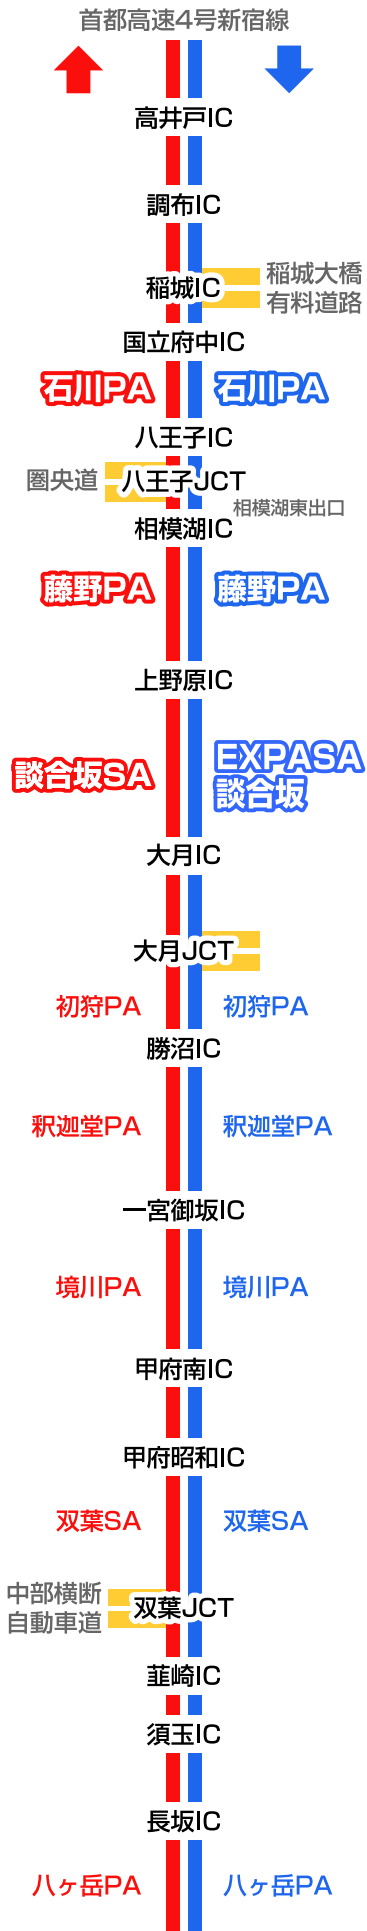 首都高速4号新宿線
高井戸IC
調布IC
稲城IC
稲城大橋
有料道路
国立府中IC
石川PA
石川PA
八王子IC
圏央道
八王子JCT
相模湖東出口
相模湖IC
藤野PA
藤野PA
上野原IC
談合坂SA
EXPASA
談合坂
大月IC
大月JCT
初狩PA
初狩PA
勝沼IC
釈迦堂PA
釈迦堂PA
一宮御坂IC
境川PA
境川PA
甲府南IC
甲府昭和IC
双葉SA
双葉SA
中部横断
自動車道
双葉JCT
韮崎IC
須玉IC
長坂IC
八ヶ岳PA
八ヶ岳PA